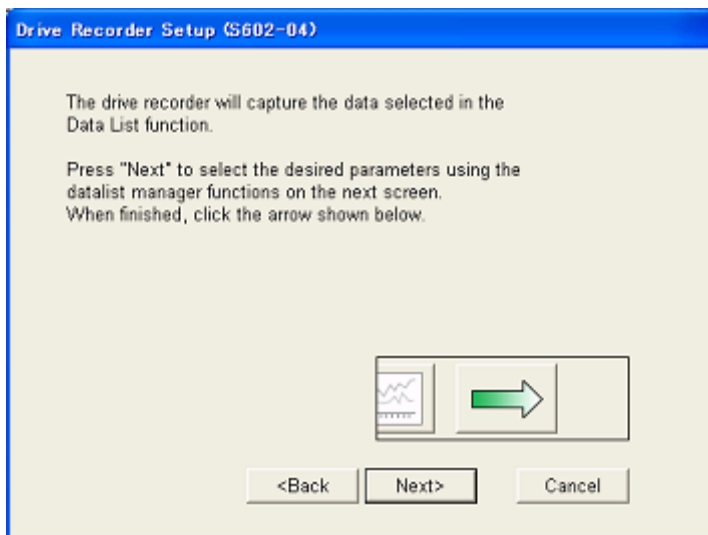 Drive Recorder Setup (S602-04)
The drive recorder will capture the data selected in the
Data List function.
Press "Next" to select the desired parameters using the
datalist manager functions on the next screen.
When finished, click the arrow shown below.
<Back
Next>
Cancel